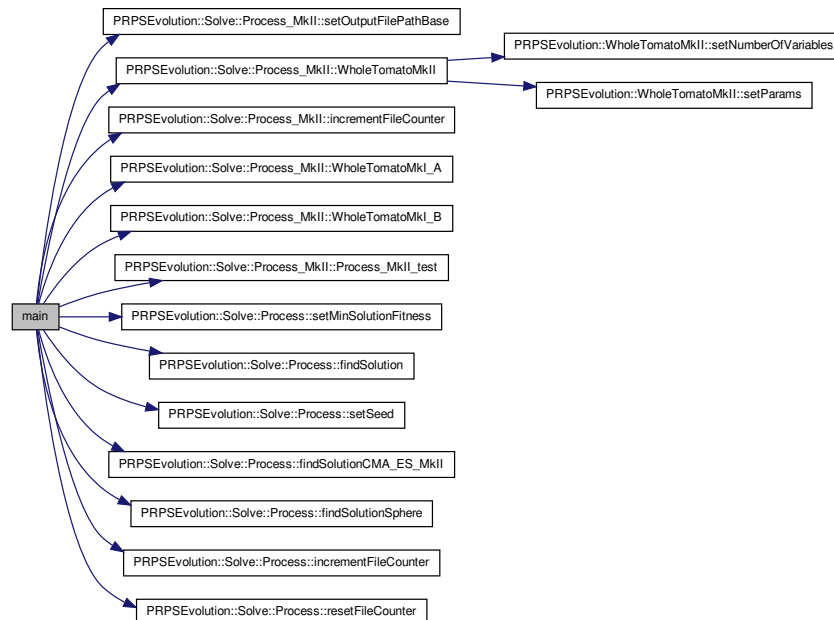 PRPSEvolution::Solve::Process_MkII::setOutputFilePathBase
PRPSEvolution::Solve::Process_MkII::WholeTomatoMkII
PRPSEvolution::WholeTomatoMkII::setNumberOfVariables
PRPSEvolution::WholeTomatoMkII::setParams
PRPSEvolution::Solve::Process_MkII::incrementFileCounter
PRPSEvolution::Solve::Process_MkII::WholeTomatoMkI_A
PRPSEvolution::Solve::Process_MkII::WholeTomatoMkI_B
PRPSEvolution::Solve::Process_MkII::Process_MkII_test
main
PRPSEvolution::Solve::Process::setMinSolutionFitness
PRPSEvolution::Solve::Process::findSolution
PRPSEvolution::Solve::Process::setSeed
PRPSEvolution::Solve::Process::findSolutionCMA_ES_MkII
PRPSEvolution::Solve::Process::findSolutionSphere
PRPSEvolution::Solve::Process::incrementFileCounter
PRPSEvolution::Solve::Process::resetFileCounter